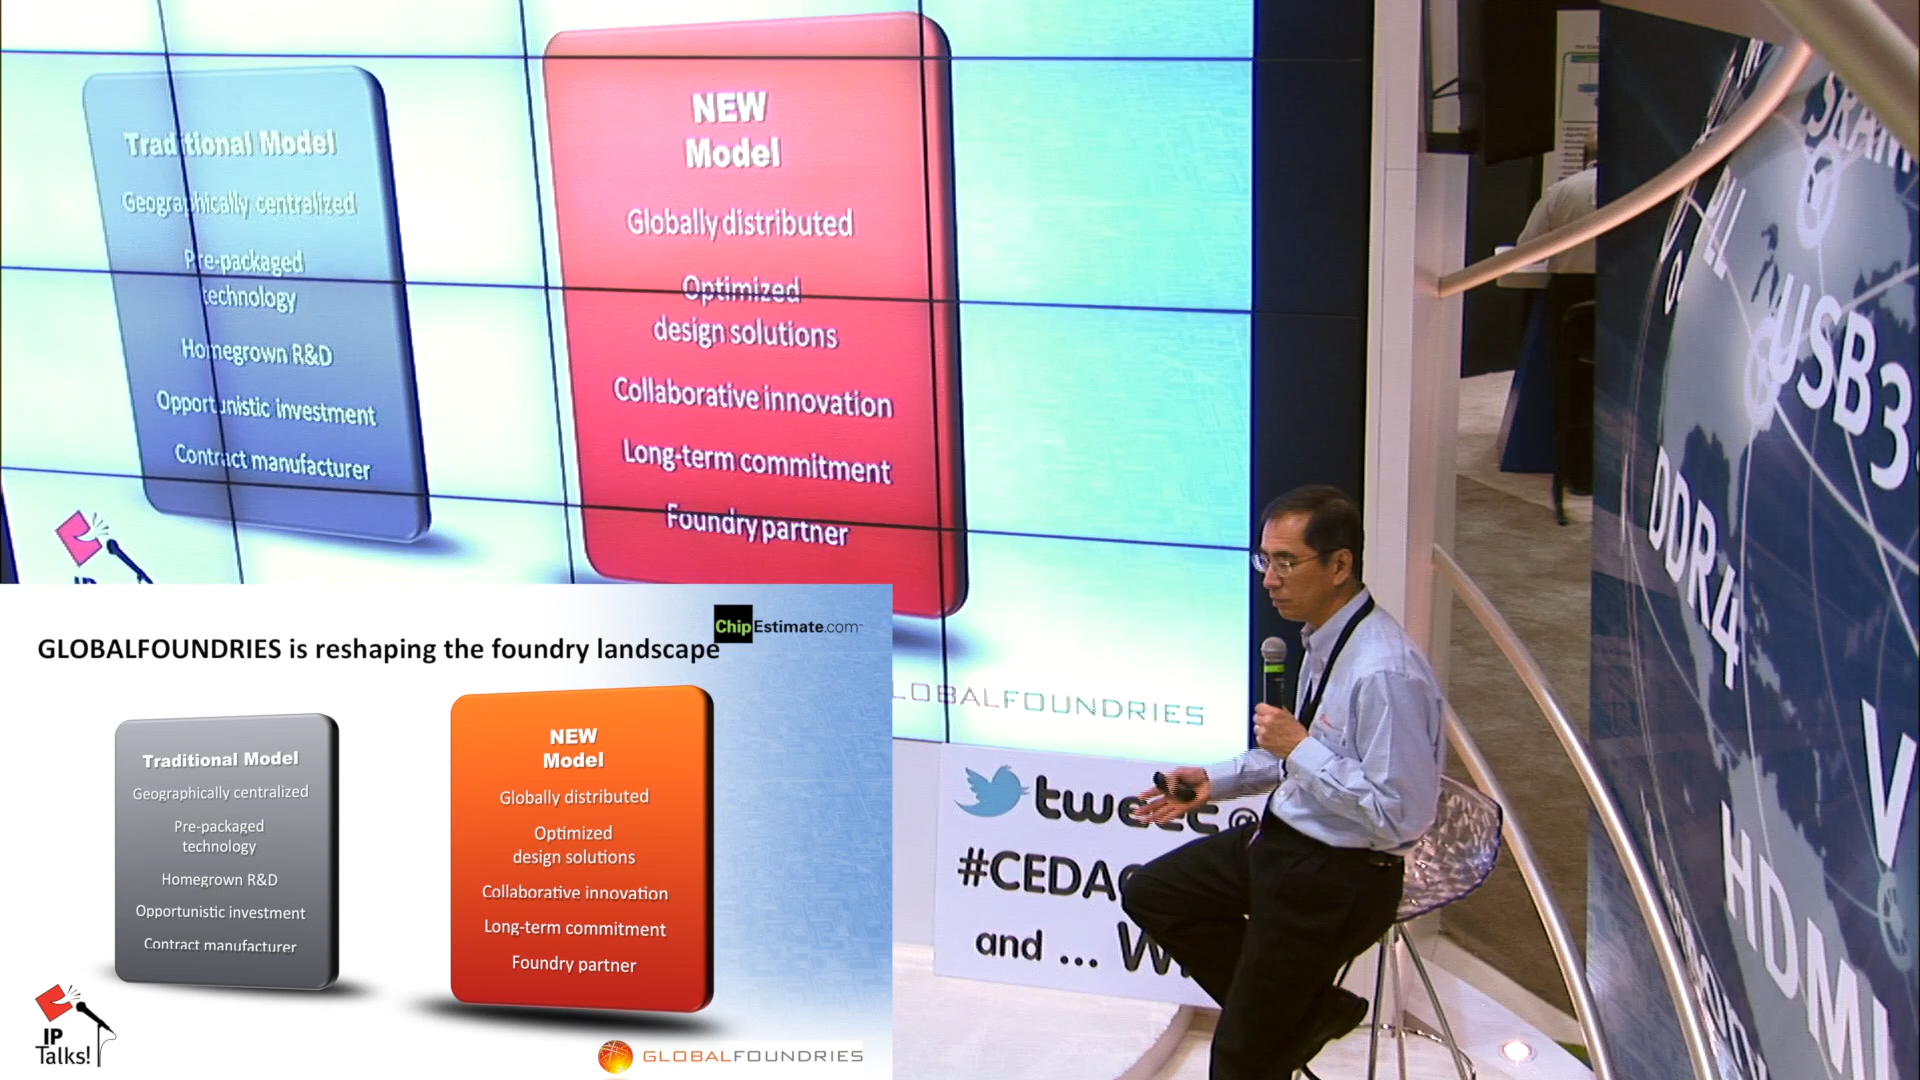 Traditional Model
Geographically centralized
Pre-packaged
technology
Homegrown R&D
Opportunistic investment
Contract manufacturer
NEW
Model
Globally distributed
Optimized
design solutions
Collaborative innovation
Long-term commitment
Foundry partner
LOBALFOUNDRIES
ChipEstimate.com
GLOBALFOUNDRIES is reshaping the foundry landscape
Traditional Model
Geographically centralized
Pre-packaged
technology
Homegrown R&D
Opportunistic investment
Contract manufacturer
NEW
Model
Globally distributed
Optimized
design solutions
Collaborative innovation
Long-term commitment
Foundry partner
IP
Talks!
GLOBALFOUNDRIES
tweet @
#CEDA
and ... W
SRAM
PLL
USB3
DDR4
HDMI
V